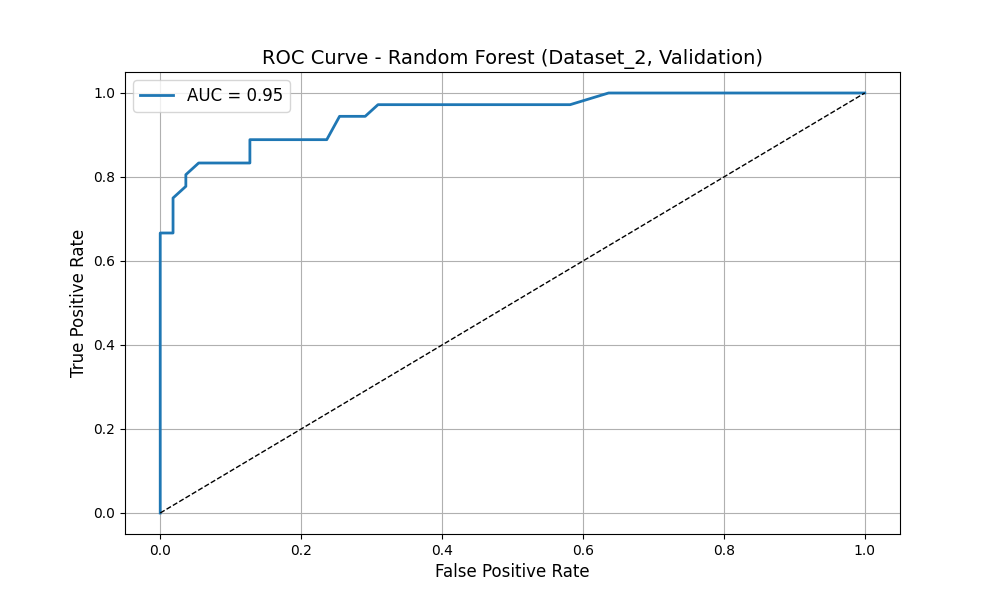 ROC Curve - Random Forest (Dataset_2, Validation)
AUC = 0.95
True Positive Rate
1.0
0.8
0.6
0.4
0.2
0.0
0.0 0.2 0.4 0.6 0.8 1.0
False Positive Rate